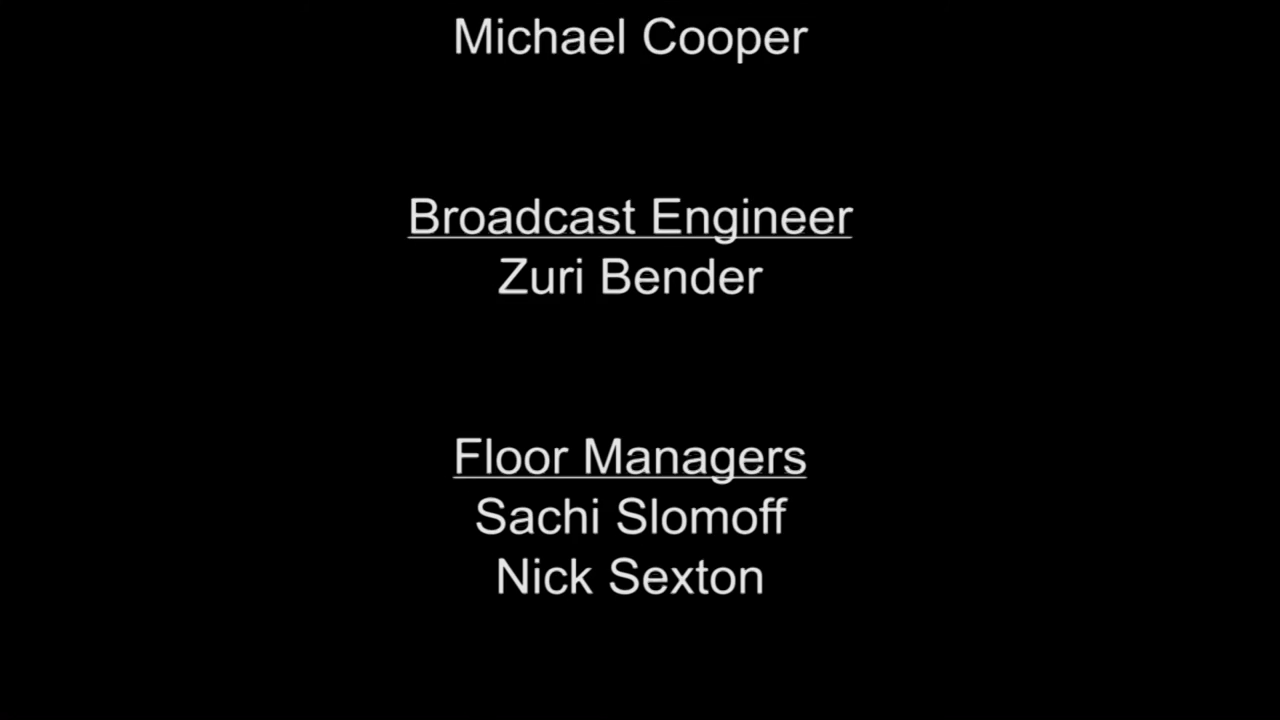 Michael Cooper
Broadcast Engineer
Zuri Bender
Floor Managers
Sachi Slomoff
Nick Sexton